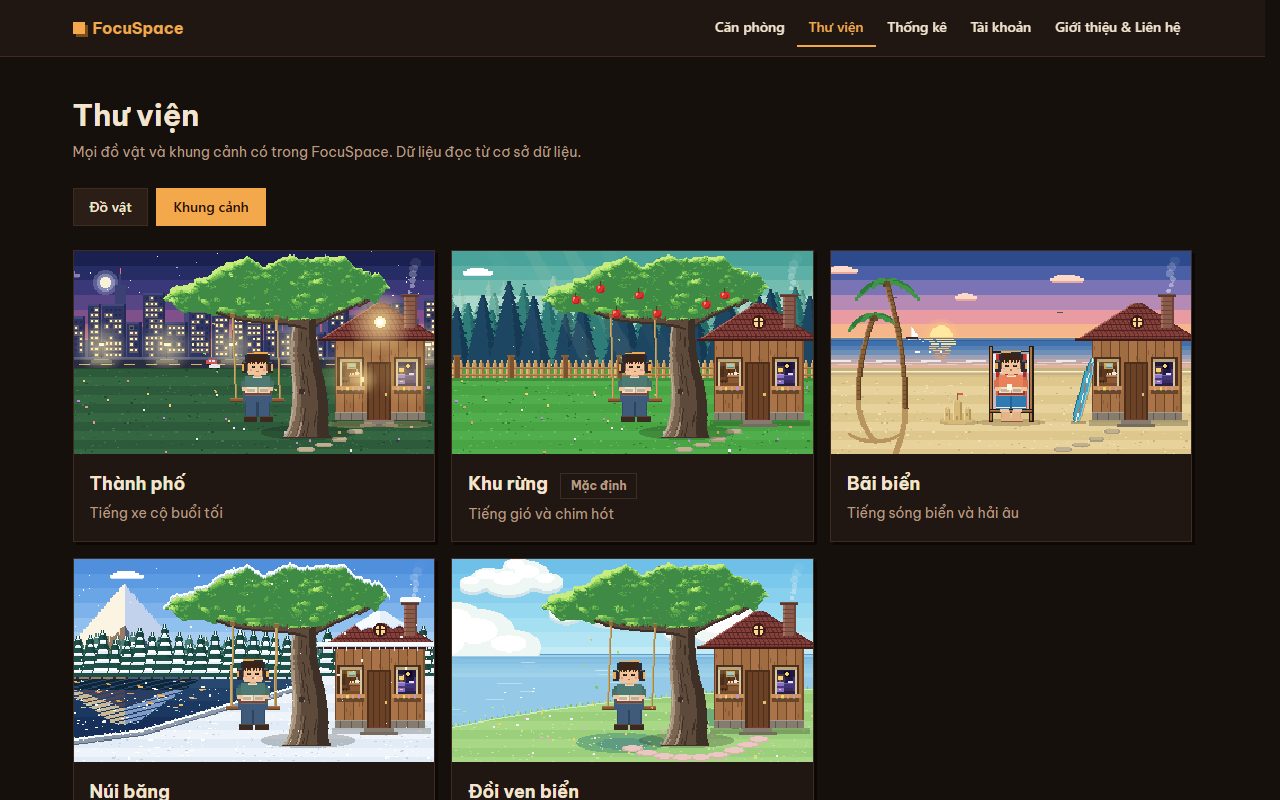 FocuSpace
Căn phòng
Thư viện
Thống kê
Tài khoản
Giới thiệu & Liên hệ
Thư viện
Mọi đồ vật và khung cảnh có trong FocuSpace. Dữ liệu đọc từ cơ sở dữ liệu.
Đồ vật
Khung cảnh
Thành phố
Tiếng xe cộ buổi tối
Khu rừng
Mặc định
Tiếng gió và chim hót
Bãi biển
Tiếng sóng biển và hải âu
Núi băng
Đồi ven biển